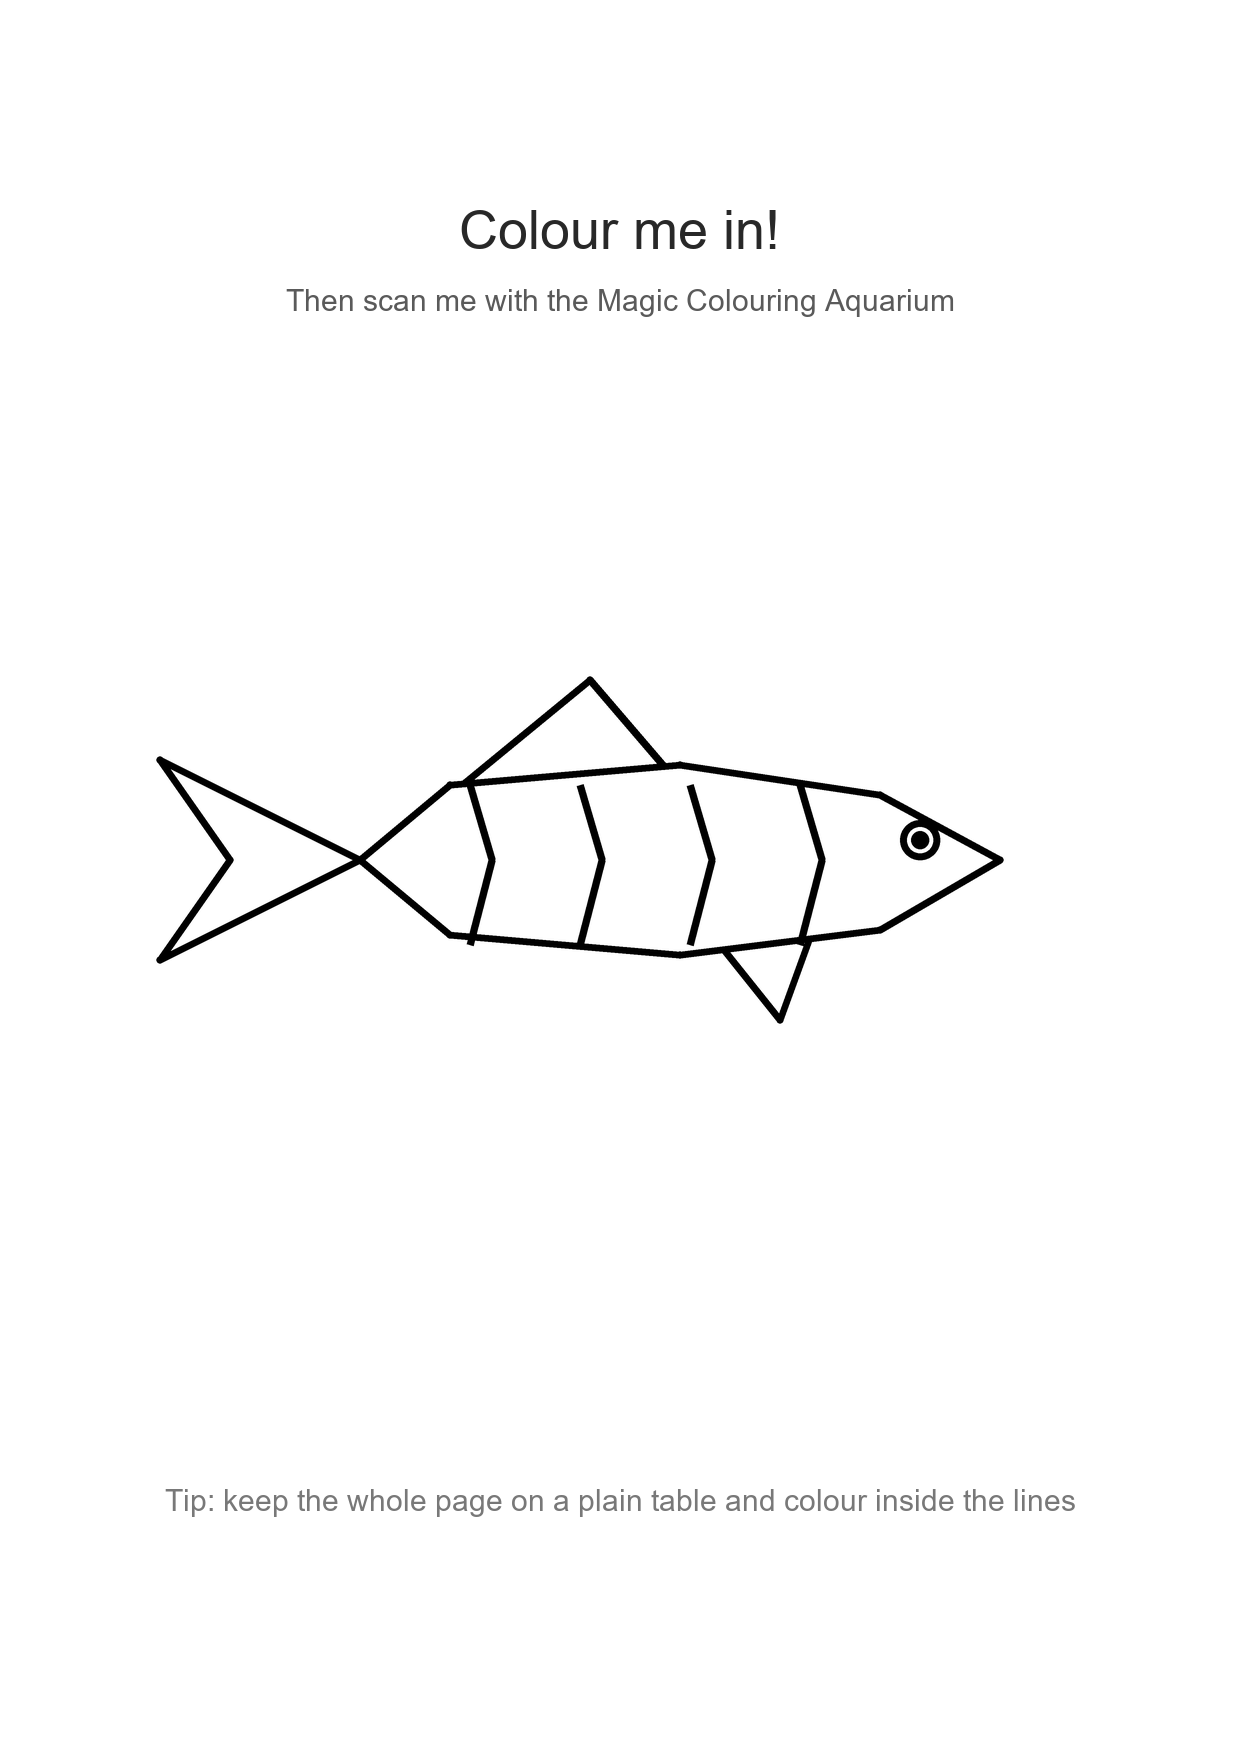 Colour me in!
Then scan me with the Magic Colouring Aquarium
Tip: keep the whole page on a plain table and colour inside the lines